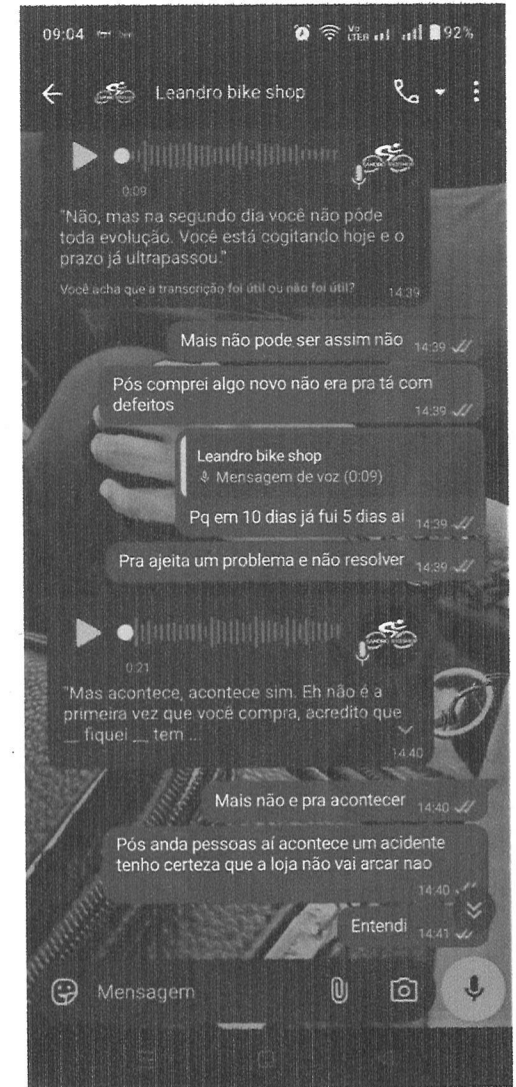 09:04
92%
Leandro bike shop
0:09
"Não, mas na segundo dia você não pôde
toda evolução. Você está cogitando hoje e o
prazo já ultrapassou."
Você acha que a transcrição foi útil ou não foi útil?
14:39
Mais não pode ser assim não 14:39
Pós comprei algo novo não era pra tá com
defeitos
14:39
Leandro bike shop
Mensagem de voz (0:09)
Pq em 10 dias já fui 5 dias ai 14:39
Pra ajeita um problema e não resolver 14:39
0:21
"Mas acontece, acontece sim. Eh não é a
primeira vez que você compra, acredito que
__ fiquei __ tem ...
14:40
Mais não e pra acontecer 14:40
Pós anda pessoas aí acontece um acidente
tenho certeza que a loja não vai arcar nao
14:40
Entendi 14:41
Mensagem